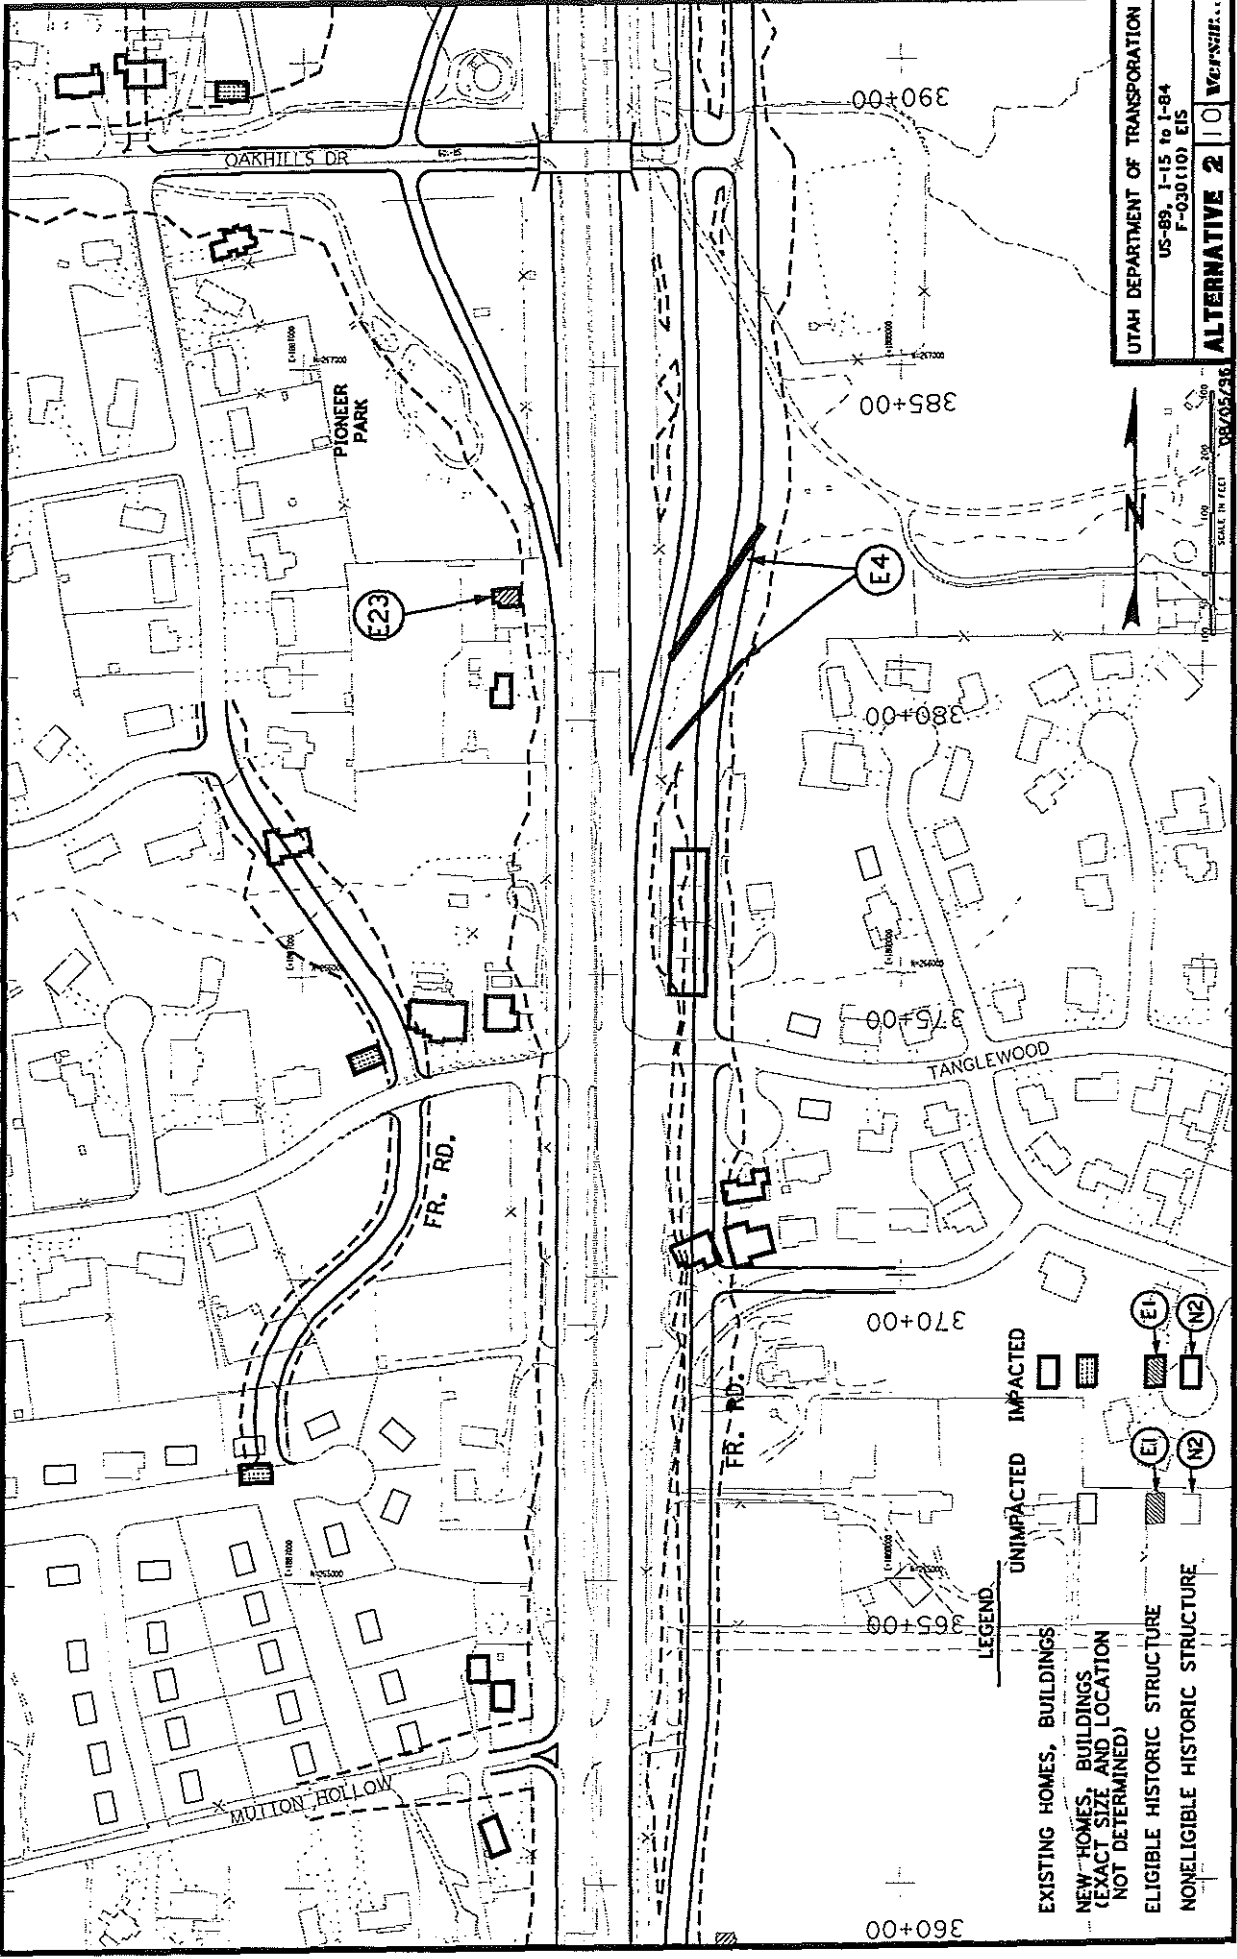 OAKHILLS DR
PIONEER
PARK
E23
E4
FR. RD.
FR. RD.
MUTTON HOLLOW
TANGLEWOOD
390+00
385+00
380+00
375+00
370+00
365+00
360+00
N
SCALE IN FEET
LEGEND
UNIMPACTED IMPACTED
EXISTING HOMES, BUILDINGS
NEW HOMES, BUILDINGS
(EXACT SIZE AND LOCATION
NOT DETERMINED)
ELIGIBLE HISTORIC STRUCTURE
E1 E1
NONELIGIBLE HISTORIC STRUCTURE
N2 N2
UTAH DEPARTMENT OF TRANSPORATION
US-89, I-15 to I-84
F-030(10) EIS
ALTERNATIVE 2 10
08/05/96